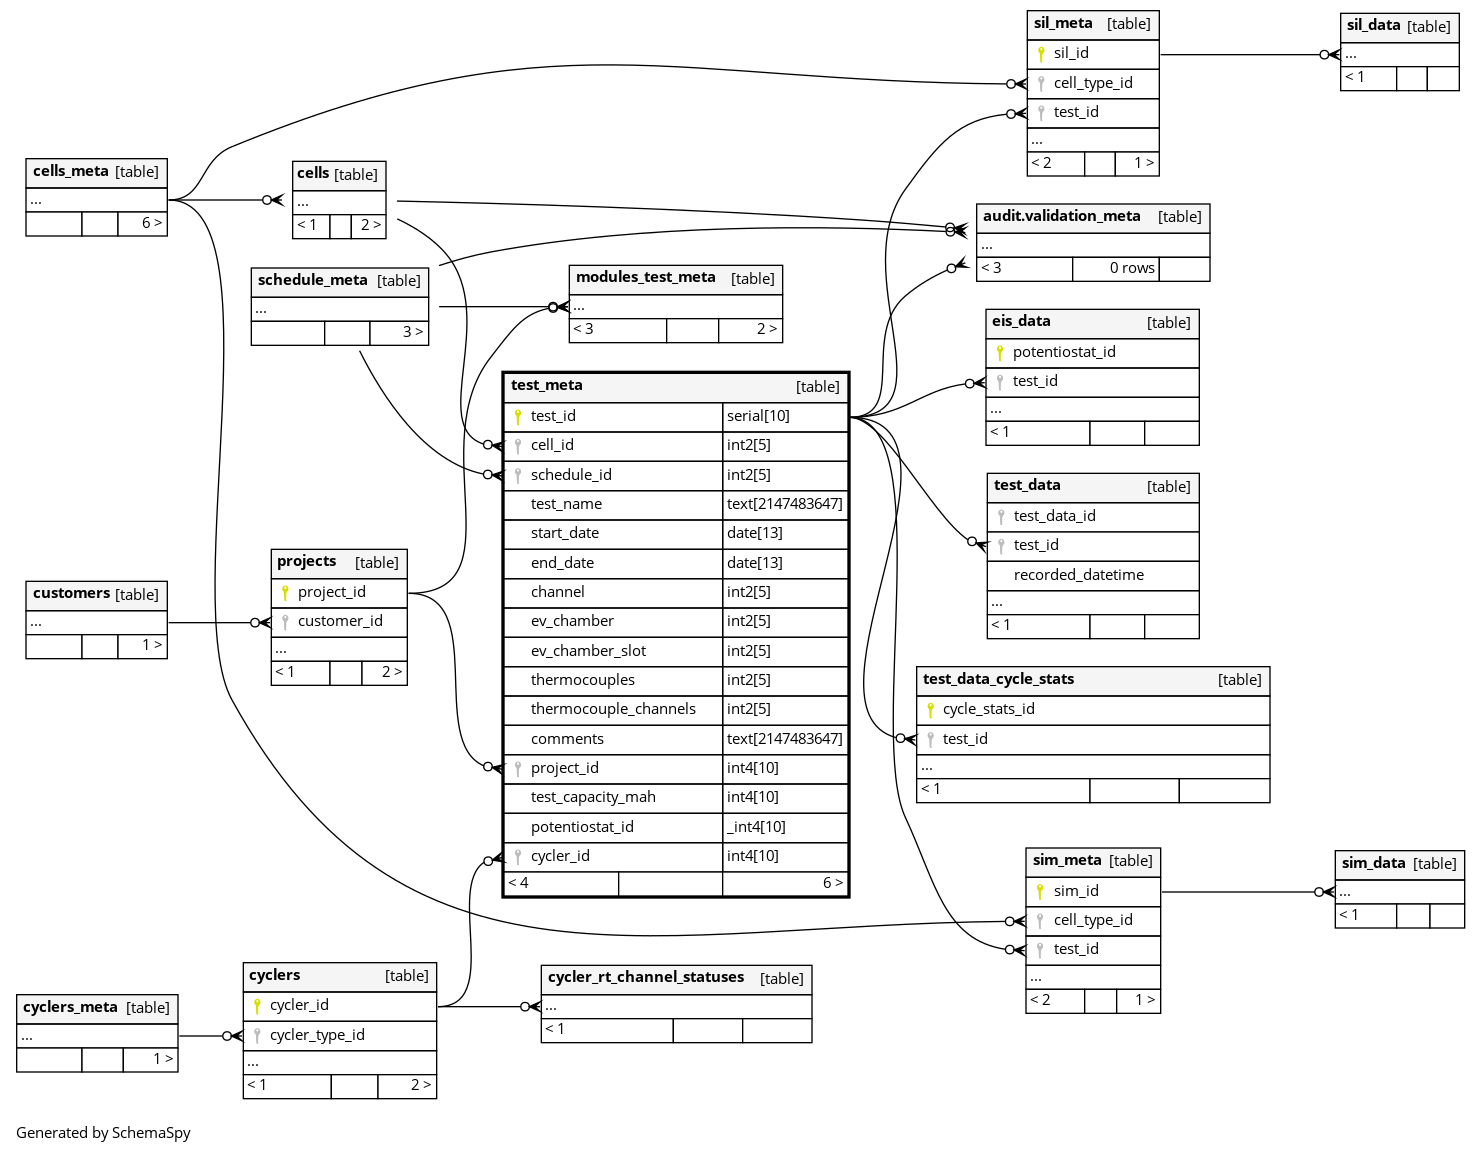 sil_meta [table]
sil_id
cell_type_id
test_id
...
< 2 1 >
sil_data [table]
...
< 1
cells_meta [table]
...
6 >
cells [table]
...
< 1 2 >
audit.validation_meta [table]
...
< 3 0 rows
schedule_meta [table]
...
3 >
modules_test_meta [table]
...
< 3 2 >
eis_data [table]
potentiostat_id
test_id
...
< 1
test_meta [table]
test_id serial[10]
cell_id int2[5]
schedule_id int2[5]
test_name text[2147483647]
start_date date[13]
end_date date[13]
channel int2[5]
ev_chamber int2[5]
ev_chamber_slot int2[5]
thermocouples int2[5]
thermocouple_channels int2[5]
comments text[2147483647]
project_id int4[10]
test_capacity_mah int4[10]
potentiostat_id _int4[10]
cycler_id int4[10]
< 4 6 >
test_data [table]
test_data_id
test_id
recorded_datetime
...
< 1
customers [table]
...
1 >
projects [table]
project_id
customer_id
...
< 1 2 >
test_data_cycle_stats [table]
cycle_stats_id
test_id
...
< 1
sim_meta [table]
sim_id
cell_type_id
test_id
...
< 2 1 >
sim_data [table]
...
< 1
cyclers_meta [table]
...
1 >
cyclers [table]
cycler_id
cycler_type_id
...
< 1 2 >
cycler_rt_channel_statuses [table]
...
< 1
Generated by SchemaSpy